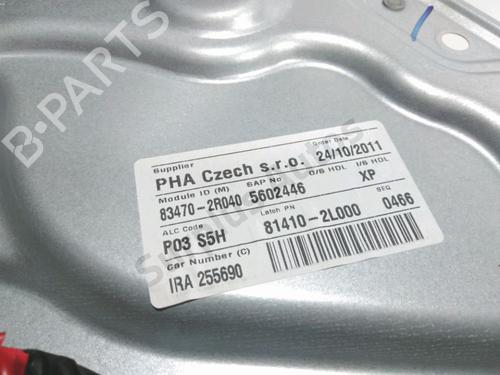 B-PARTS
Supplier
Order Date
PHA Czech s.r.o.
24/10/2011
Module ID (M)
SAP No
O/S HDL
I/S HDL
83470-2R040
5602446
XP
ALC Code
Latch PN
SEQ
P03 S5H
81410-2L000
0466
Car Number (C)
IRA 255690